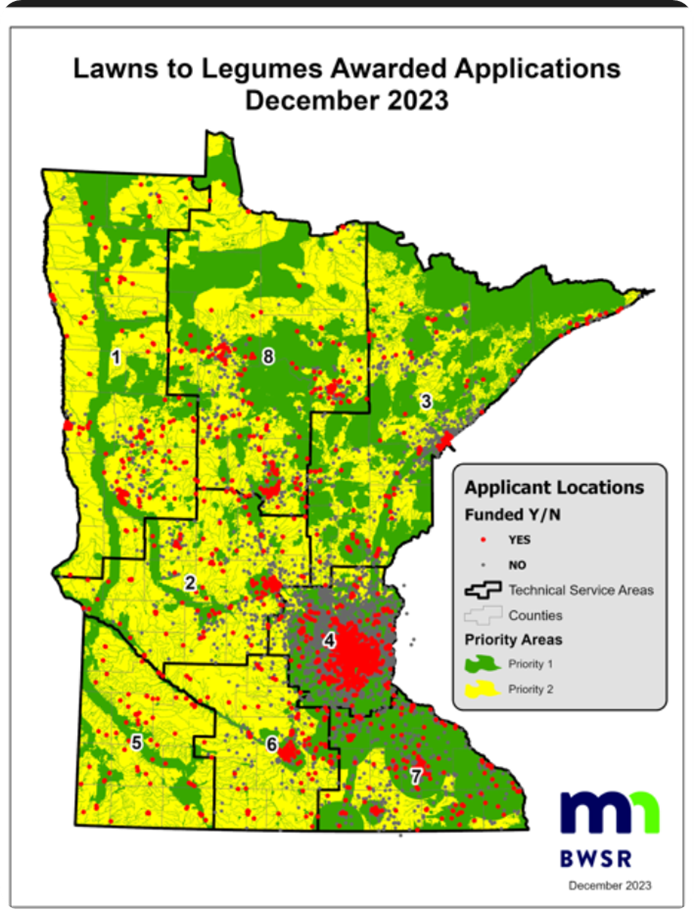 Lawns to Legumes Awarded Applications
December 2023
1
8
3
2
4
5
6
7
Applicant Locations
Funded Y/N
YES
NO
Technical Service Areas
Counties
Priority Areas
Priority 1
Priority 2
mn
BWSR
December 2023